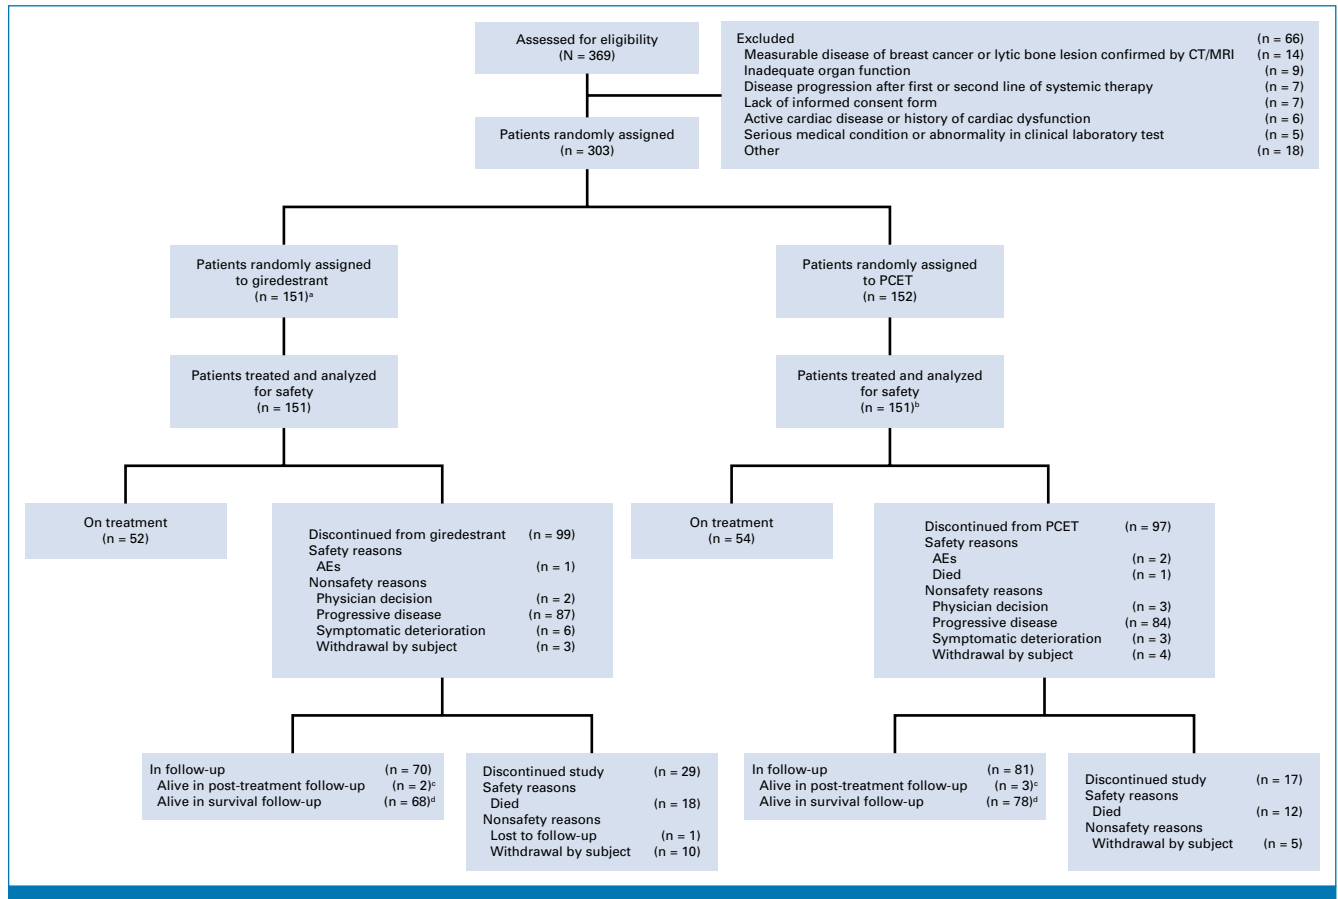 Assessed for eligibility
(N = 369)
Excluded (n = 66)
Measurable disease of breast cancer or lytic bone lesion confirmed by CT/MRI (n = 14)
Inadequate organ function (n = 9)
Disease progression after first or second line of systemic therapy (n = 7)
Lack of informed consent form (n = 7)
Active cardiac disease or history of cardiac dysfunction (n = 6)
Serious medical condition or abnormality in clinical laboratory test (n = 5)
Other (n = 18)
Patients randomly assigned
(n = 303)
Patients randomly assigned
to giredestrant
(n = 151)ᵃ
Patients randomly assigned
to PCET
(n = 152)
Patients treated and analyzed
for safety
(n = 151)
Patients treated and analyzed
for safety
(n = 151)ᵇ
On treatment
(n = 52)
Discontinued from giredestrant (n = 99)
Safety reasons
AEs (n = 1)
Nonsafety reasons
Physician decision (n = 2)
Progressive disease (n = 87)
Symptomatic deterioration (n = 6)
Withdrawal by subject (n = 3)
On treatment
(n = 54)
Discontinued from PCET (n = 97)
Safety reasons
AEs (n = 2)
Died (n = 1)
Nonsafety reasons
Physician decision (n = 3)
Progressive disease (n = 84)
Symptomatic deterioration (n = 3)
Withdrawal by subject (n = 4)
In follow-up (n = 70)
Alive in post-treatment follow-up (n = 2)ᶜ
Alive in survival follow-up (n = 68)ᵈ
Discontinued study (n = 29)
Safety reasons
Died (n = 18)
Nonsafety reasons
Lost to follow-up (n = 1)
Withdrawal by subject (n = 10)
In follow-up (n = 81)
Alive in post-treatment follow-up (n = 3)ᶜ
Alive in survival follow-up (n = 78)ᵈ
Discontinued study (n = 17)
Safety reasons
Died (n = 12)
Nonsafety reasons
Withdrawal by subject (n = 5)